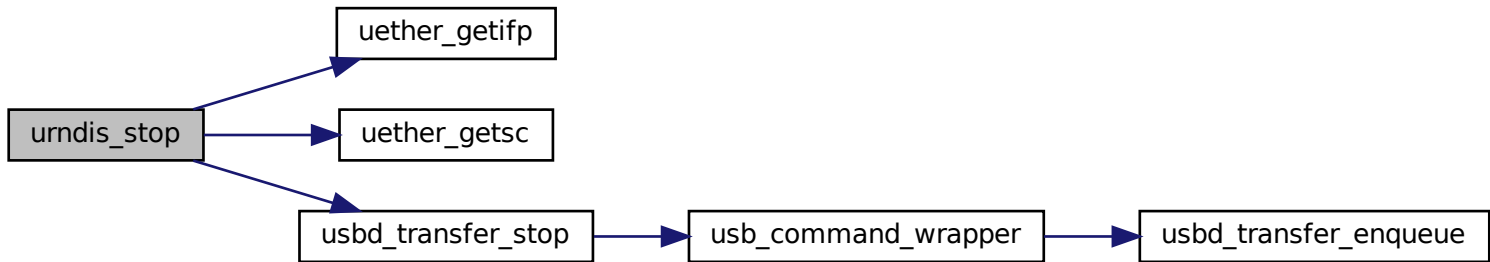 uether_getifp
urndis_stop
uether_getsc
usbd_transfer_stop
usb_command_wrapper
usbd_transfer_enqueue